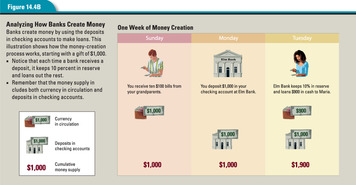 Figure 14.4B
Analyzing How Banks Create Money
Banks create money by using the deposits
in checking accounts to make loans. This
illustration shows how the money-creation
process works, starting with a gift of $1,000.
• Notice that each time a bank receives a
deposit, it keeps 10 percent in reserve
and loans out the rest.
• Remember that the money supply in
cludes both currency in circulation and
deposits in checking accounts.
$1,000
Currency
in circulation
$1,000
Deposits in
checking accounts
$1,000
Cumulative
money supply
One Week of Money Creation
Sunday
Monday
Tuesday
Elm Bank
You receive ten $100 bills from
your grandparents.
You deposit $1,000 in your
checking account at Elm Bank.
Elm Bank keeps 10% in reserve
and loans $900 in cash to Maria.
$1,000
$900
$1,000
$1,000
$1,000
$1,000
$1,900